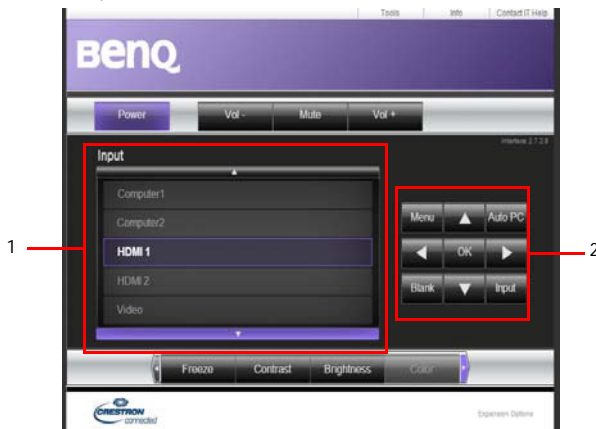 Tools Info Contact IT Help
BenQ
Power Vol - Mute Vol +
Interface 2.7.2.8
Input
Computer1
Computer2
HDMI 1
HDMI 2
Video
Menu Auto PC
OK
Blank Input
1
2
Freeze Contrast Brightness Color
CRESTRON
connected
Expansion Options